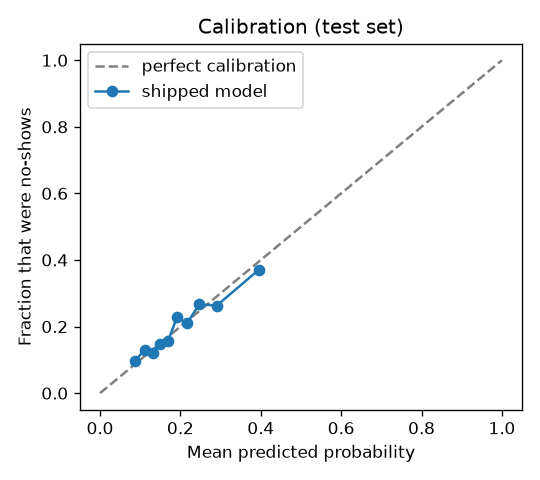 Calibration (test set)
perfect calibration
shipped model
Fraction that were no-shows
1.0
0.8
0.6
0.4
0.2
0.0
0.0 0.2 0.4 0.6 0.8 1.0
Mean predicted probability